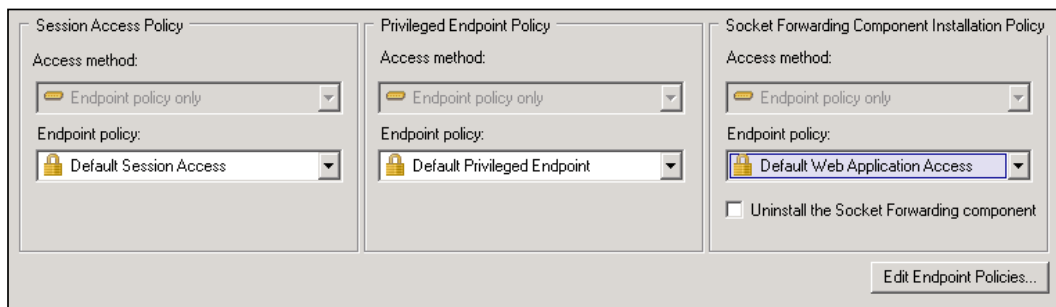 Session Access Policy
Access method:
Endpoint policy only
Endpoint policy:
Default Session Access
Privileged Endpoint Policy
Access method:
Endpoint policy only
Endpoint policy:
Default Privileged Endpoint
Socket Forwarding Component Installation Policy
Access method:
Endpoint policy only
Endpoint policy:
Default Web Application Access
Uninstall the Socket Forwarding component
Edit Endpoint Policies...